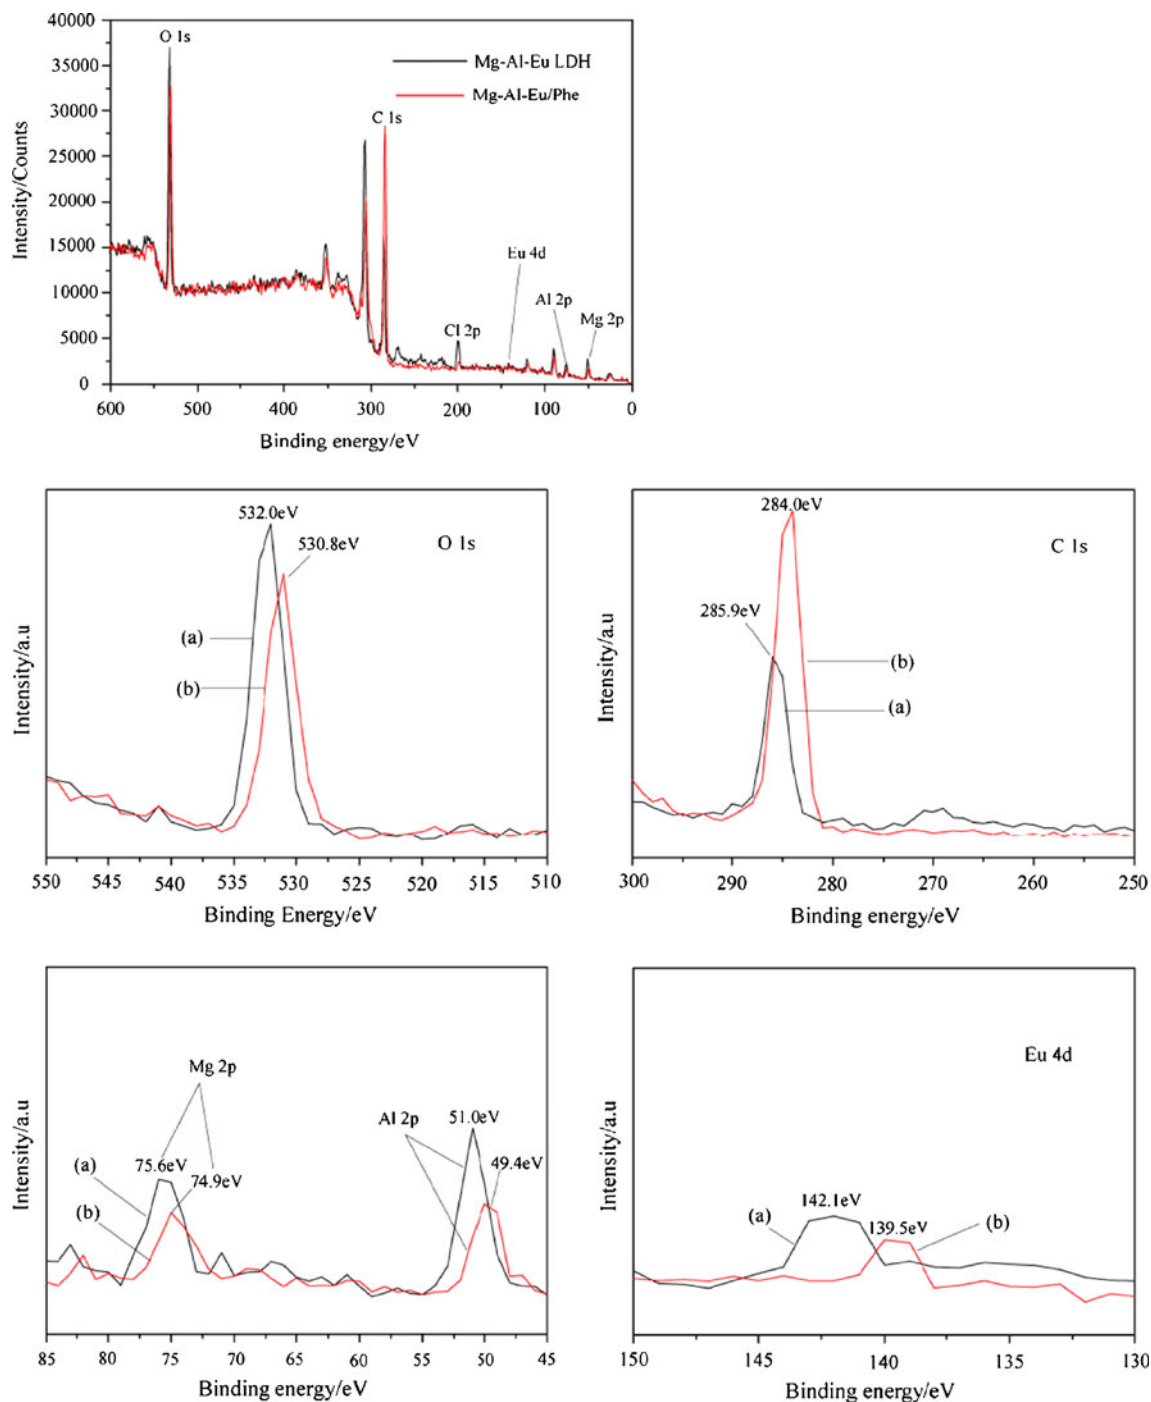 40000
35000
30000
25000
20000
15000
10000
5000
0
Intensity/Counts
O 1s
Mg-Al-Eu LDH
Mg-Al-Eu/Phe
C 1s
Eu 4d
Cl 2p
Al 2p
Mg 2p
600 500 400 300 200 100 0
Binding energy/eV
532.0eV
O 1s
530.8eV
(a)
(b)
Intensity/a.u
550 545 540 535 530 525 520 515 510
Binding Energy/eV
284.0eV
C 1s
285.9eV
(b)
(a)
Intensity/a.u
300 290 280 270 260 250
Binding energy/eV
Mg 2p
Al 2p
51.0eV
(a)
75.6eV
49.4eV
74.9eV
(b)
Intensity/a.u
85 80 75 70 65 60 55 50 45
Binding energy/eV
Eu 4d
142.1eV
(a)
139.5eV
(b)
Intensity/a.u
150 145 140 135 130
Binding energy/eV